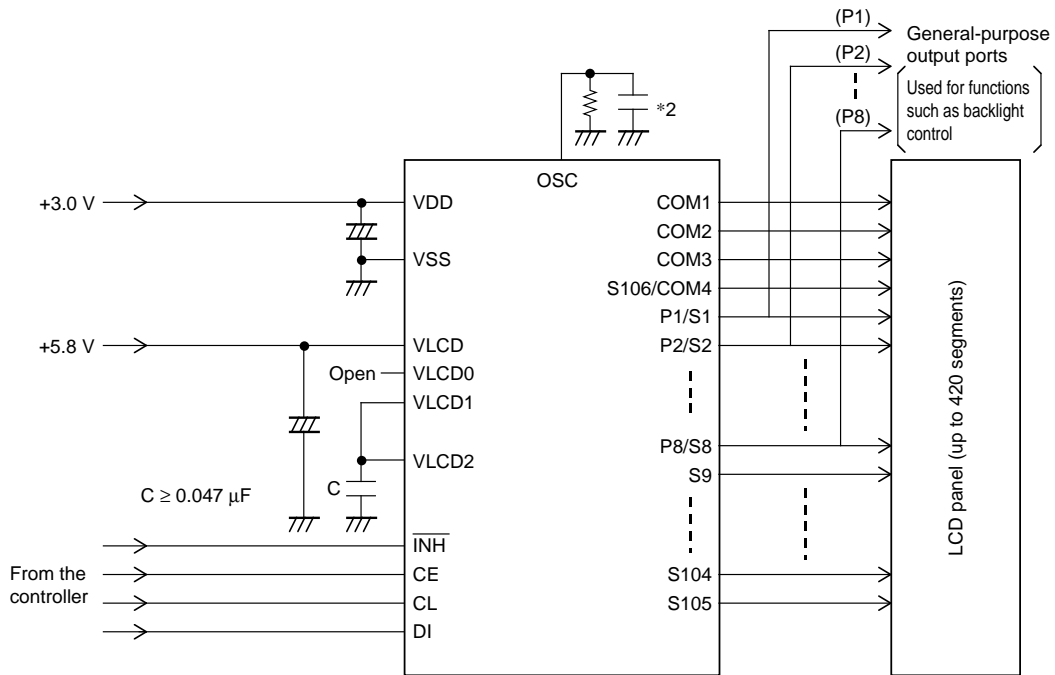 (P1)
General-purpose
output ports
(P2)
Used for functions
such as backlight
control
(P8)
*2
OSC
+3.0 V
VDD
VSS
+5.8 V
VLCD
Open
VLCD0
VLCD1
VLCD2
C
C ≥ 0.047 μF
From the
controller
INH
CE
CL
DI
COM1
COM2
COM3
S106/COM4
P1/S1
P2/S2
P8/S8
S9
S104
S105
LCD panel (up to 420 segments)